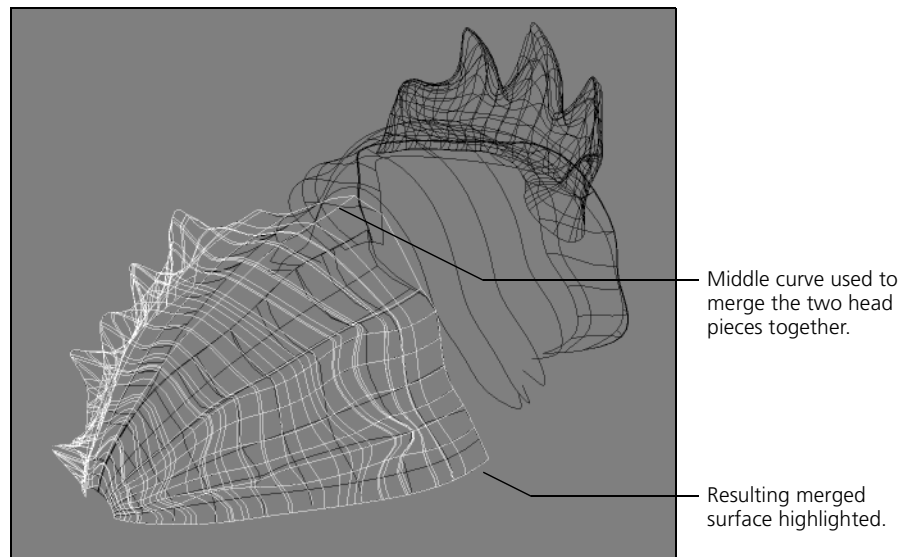 Middle curve used to
merge the two head
pieces together.
Resulting merged
surface highlighted.